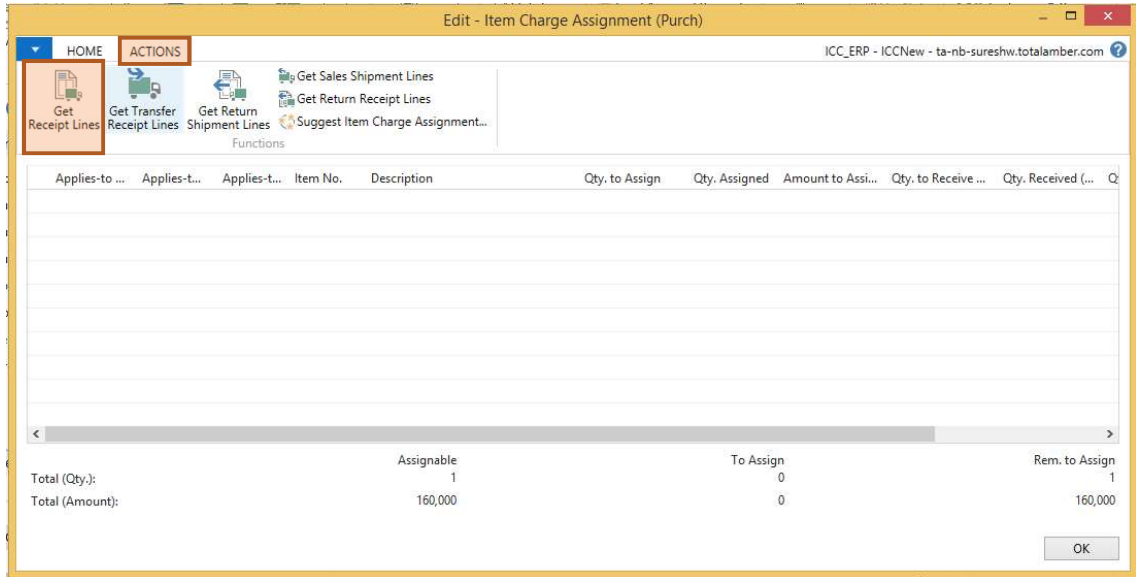 Edit - Item Charge Assignment (Purch)
HOME ACTIONS ICC_ERP - ICCNew - ta-nb-sureshw.totalamber.com
Get Receipt Lines
Get Transfer Receipt Lines
Get Return Shipment Lines
Get Sales Shipment Lines
Get Return Receipt Lines
Suggest Item Charge Assignment...
Functions
Applies-to ... Applies-t... Applies-t... Item No. Description Qty. to Assign Qty. Assigned Amount to Assi... Qty. to Receive ... Qty. Received (... Q
Assignable To Assign Rem. to Assign
Total (Qty.): 1 0 1
Total (Amount): 160,000 0 160,000
OK